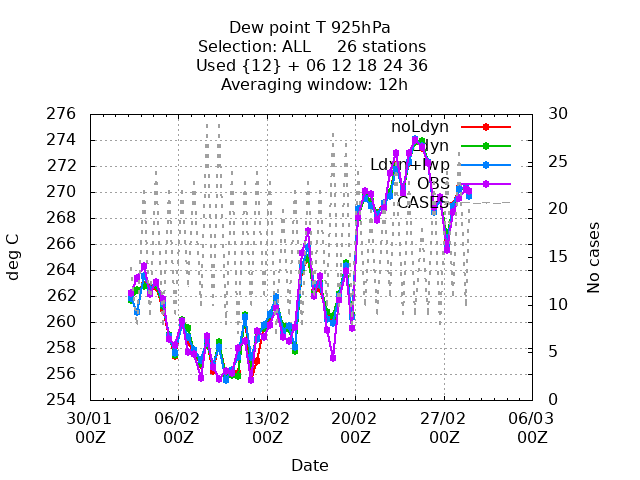 Dew point T 925hPa
Selection: ALL     26 stations
Used {12} + 06 12 18 24 36
Averaging window: 12h
276
274
272
270
268
266
264
262
260
258
256
254
deg C
30
25
20
15
10
5
0
No cases
noLdyn
Ldyn
Ldyn+lwp
OBS
CASES
30/01 06/02 13/02 20/02 27/02 06/03
00Z 00Z 00Z 00Z 00Z 00Z
Date